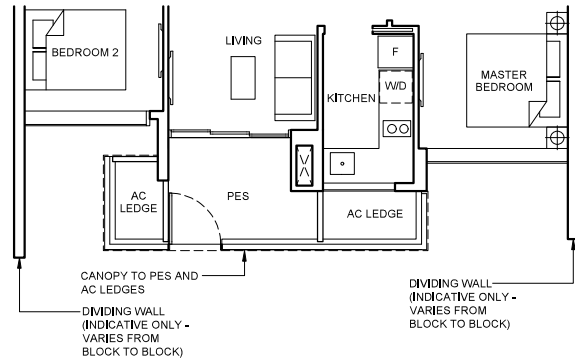 BEDROOM 2
LIVING
F
W/D
KITCHEN
MASTER
BEDROOM
AC
LEDGE
PES
AC LEDGE
CANOPY TO PES AND
AC LEDGES
DIVIDING WALL
(INDICATIVE ONLY -
VARIES FROM
BLOCK TO BLOCK)
DIVIDING WALL
(INDICATIVE ONLY -
VARIES FROM
BLOCK TO BLOCK)